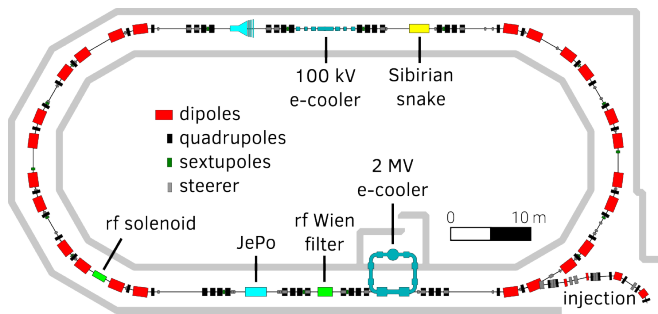 100 kV
e-cooler
Sibirian
snake
dipoles
quadrupoles
sextupoles
steerer
2 MV
e-cooler
rf solenoid
JePo
rf Wien
filter
0 10 m
injection